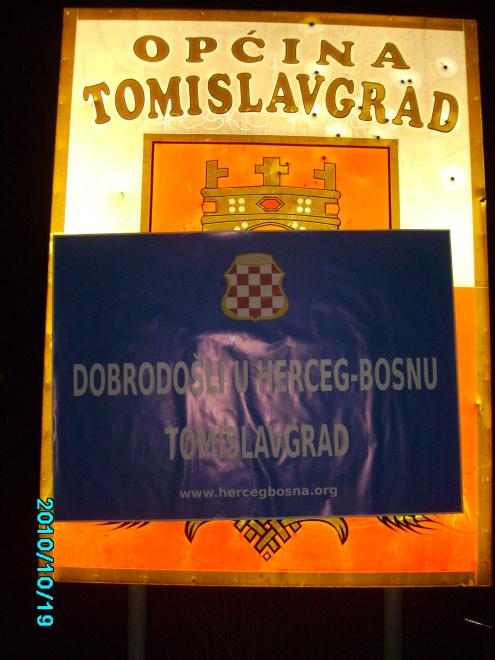 OPĆINA
TOMISLAVGRAD
DOBRODOŠLI U HERCEG-BOSNU
TOMISLAVGRAD
www.hercegbosna.org
2010/10/19